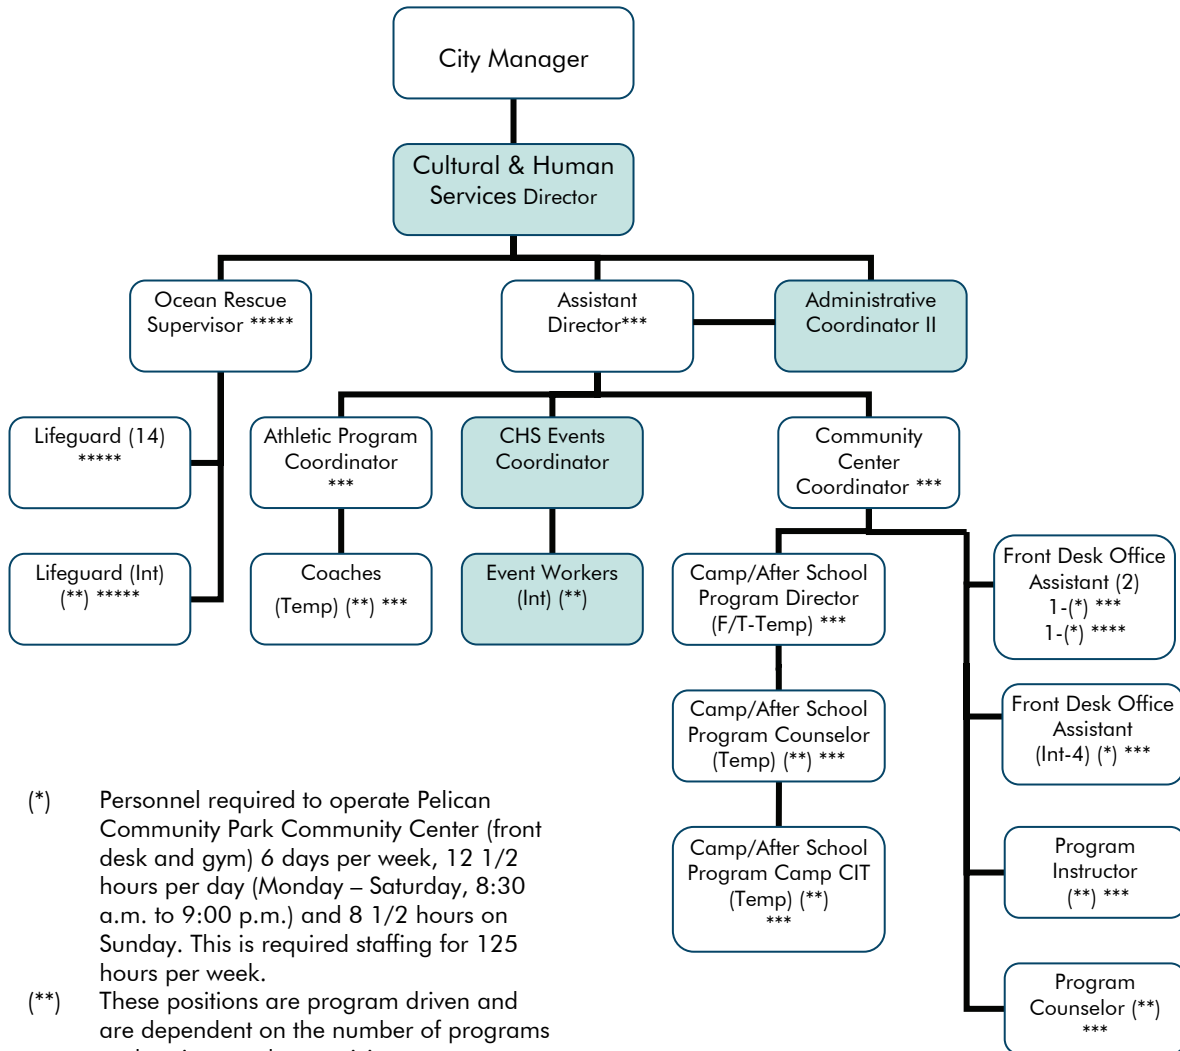 City Manager
Cultural & Human
Services Director
Ocean Rescue
Supervisor *****
Assistant
Director***
Administrative
Coordinator II
Lifeguard (14)
*****
Athletic Program
Coordinator
***
CHS Events
Coordinator
Community
Center
Coordinator ***
Lifeguard (Int)
(**) *****
Coaches
(Temp) (**) ***
Event Workers
(Int) (**)
Camp/After School
Program Director
(F/T-Temp) ***
Front Desk Office
Assistant (2)
1-(*) ***
1-(*) ****
Camp/After School
Program Counselor
(Temp) (**) ***
Front Desk Office
Assistant
(Int-4) (*) ***
Camp/After School
Program Camp CIT
(Temp) (**)
***
Program
Instructor
(**) ***
Program
Counselor (**)
***
(*) Personnel required to operate Pelican
Community Park Community Center (front
desk and gym) 6 days per week, 12 1/2
hours per day (Monday – Saturday, 8:30
a.m. to 9:00 p.m.) and 8 1/2 hours on
Sunday. This is required staffing for 125
hours per week.
(**) These positions are program driven and
are dependent on the number of programs